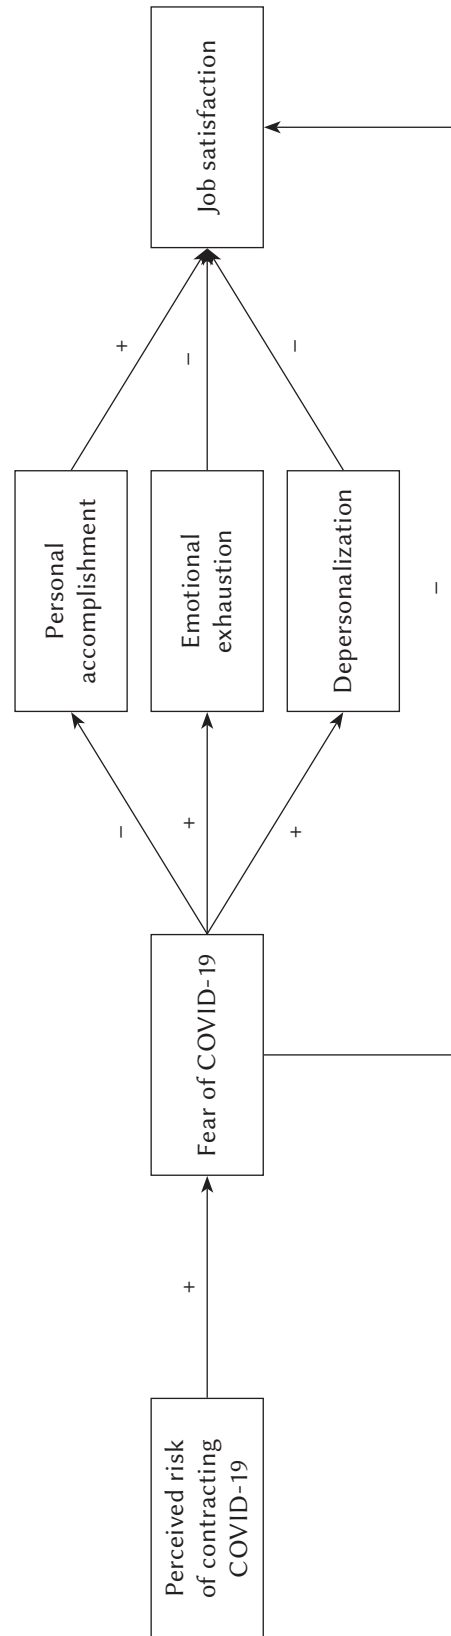 Perceived risk
of contracting
COVID-19
+
Fear of COVID-19
–
+
+
Personal
accomplishment
Emotional
exhaustion
Depersonalization
+
–
–
Job satisfaction
–